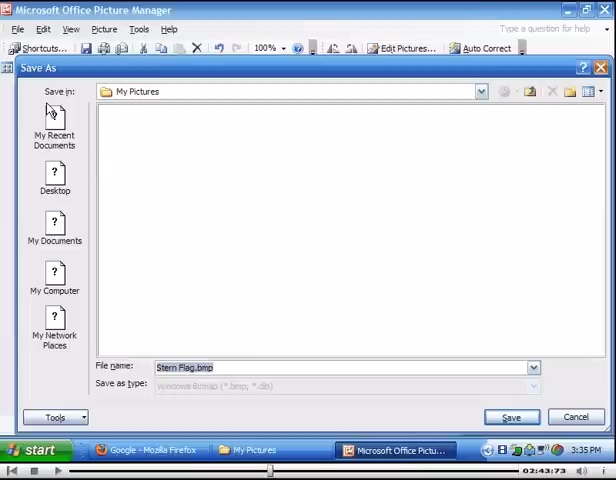 Microsoft Office Picture Manager
File Edit View Picture Tools Help Type a question for help
Shortcuts... 100% Edit Pictures... Auto Correct
Save As
Save in: My Pictures
My Recent
Documents
Desktop
My Documents
My Computer
My Network
Places
File name: Stern Flag.bmp
Save as type: Windows Bitmap (*.bmp; *.dib)
Tools Save Cancel
start Google - Mozilla Firefox My Pictures Microsoft Office Pictu... 3:35 PM
02:43:73